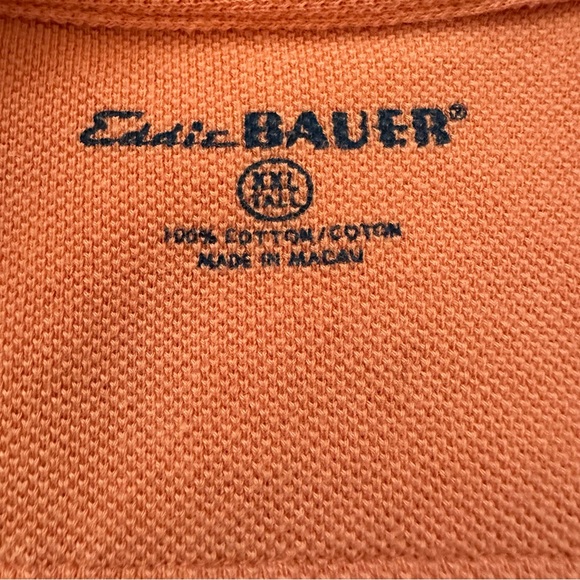 Eddie BAUER®
XXL
TALL
100% COTTON/COTON
MADE IN MACAU